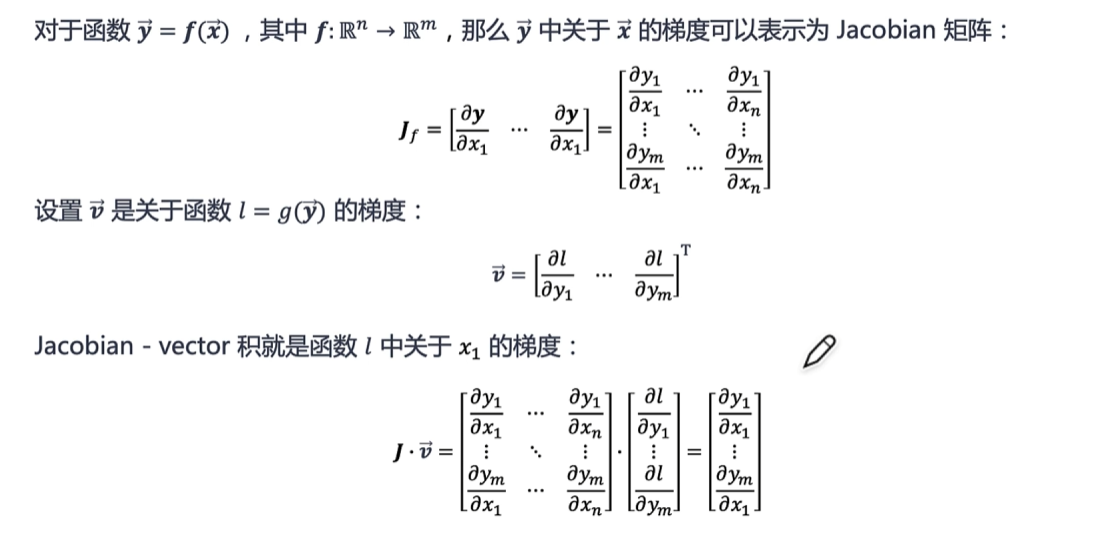 对于函数 $\vec{y} = f(\vec{x})$ ，其中 $f: \mathbb{R}^n \to \mathbb{R}^m$ ，那么 $\vec{y}$ 中关于 $\vec{x}$ 的梯度可以表示为 Jacobian 矩阵：
$J_f = \begin{bmatrix} \frac{\partial \mathbf{y}}{\partial x_1} & \cdots & \frac{\partial \mathbf{y}}{\partial x_1} \end{bmatrix} = \begin{bmatrix} \frac{\partial y_1}{\partial x_1} & \cdots & \frac{\partial y_1}{\partial x_n} \\ \vdots & \ddots & \vdots \\ \frac{\partial y_m}{\partial x_1} & \cdots & \frac{\partial y_m}{\partial x_n} \end{bmatrix}$
设置 $\vec{v}$ 是关于函数 $l = g(\vec{y})$ 的梯度：
$\vec{v} = \begin{bmatrix} \frac{\partial l}{\partial y_1} & \cdots & \frac{\partial l}{\partial y_m} \end{bmatrix}^{\mathrm{T}}$
Jacobian - vector 积就是函数 $l$ 中关于 $x_1$ 的梯度：
$J \cdot \vec{v} = \begin{bmatrix} \frac{\partial y_1}{\partial x_1} & \cdots & \frac{\partial y_1}{\partial x_n} \\ \vdots & \ddots & \vdots \\ \frac{\partial y_m}{\partial x_1} & \cdots & \frac{\partial y_m}{\partial x_n} \end{bmatrix} \cdot \begin{bmatrix} \frac{\partial l}{\partial y_1} \\ \vdots \\ \frac{\partial l}{\partial y_m} \end{bmatrix} = \begin{bmatrix} \frac{\partial y_1}{\partial x_1} \\ \vdots \\ \frac{\partial y_m}{\partial x_1} \end{bmatrix}$